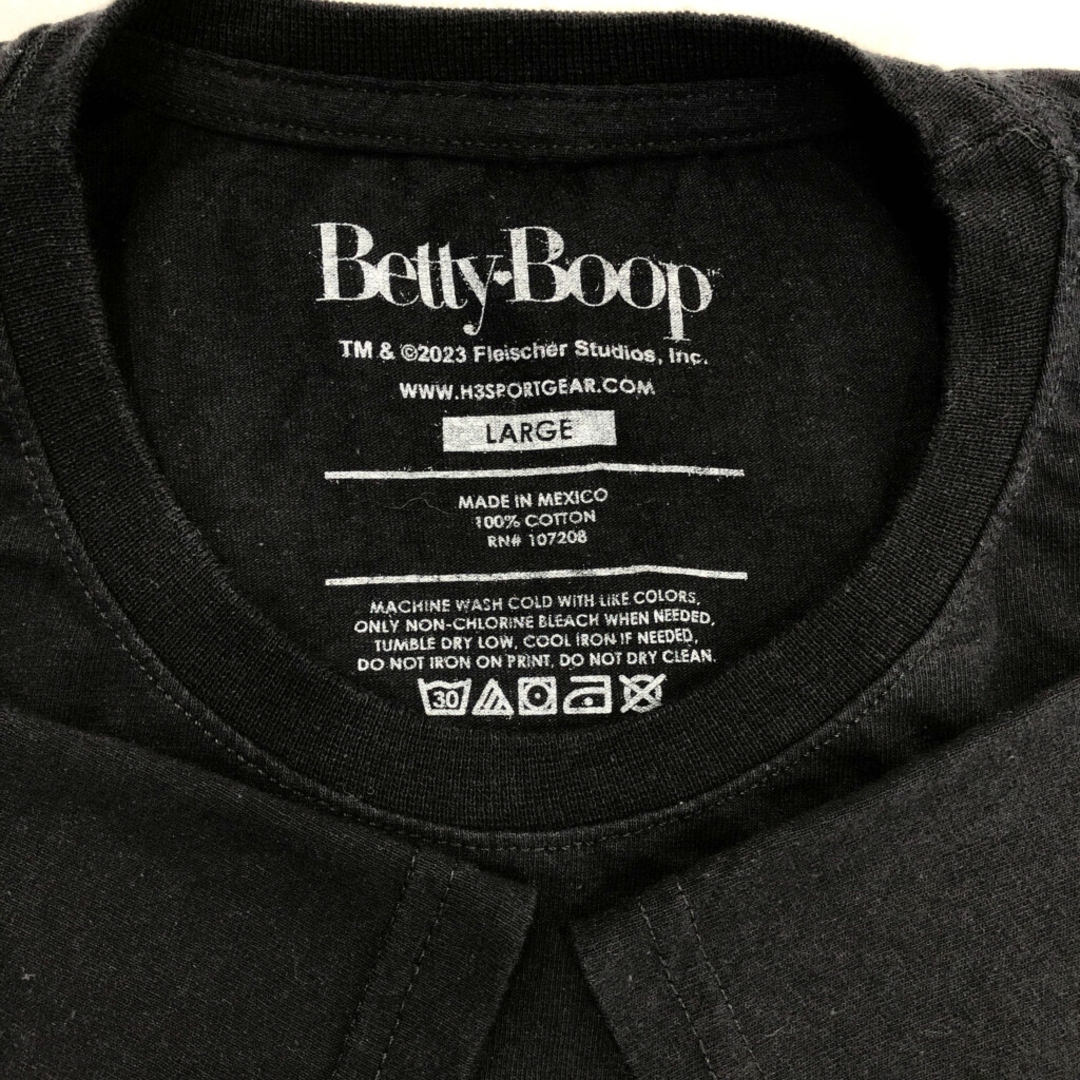 Betty Boop™
TM & ©2023 Fleischer Studios, Inc.
WWW.H3SPORTGEAR.COM
LARGE
MADE IN MEXICO
100% COTTON
RN# 107208
MACHINE WASH COLD WITH LIKE COLORS,
ONLY NON-CHLORINE BLEACH WHEN NEEDED,
TUMBLE DRY LOW, COOL IRON IF NEEDED,
DO NOT IRON ON PRINT, DO NOT DRY CLEAN.
30